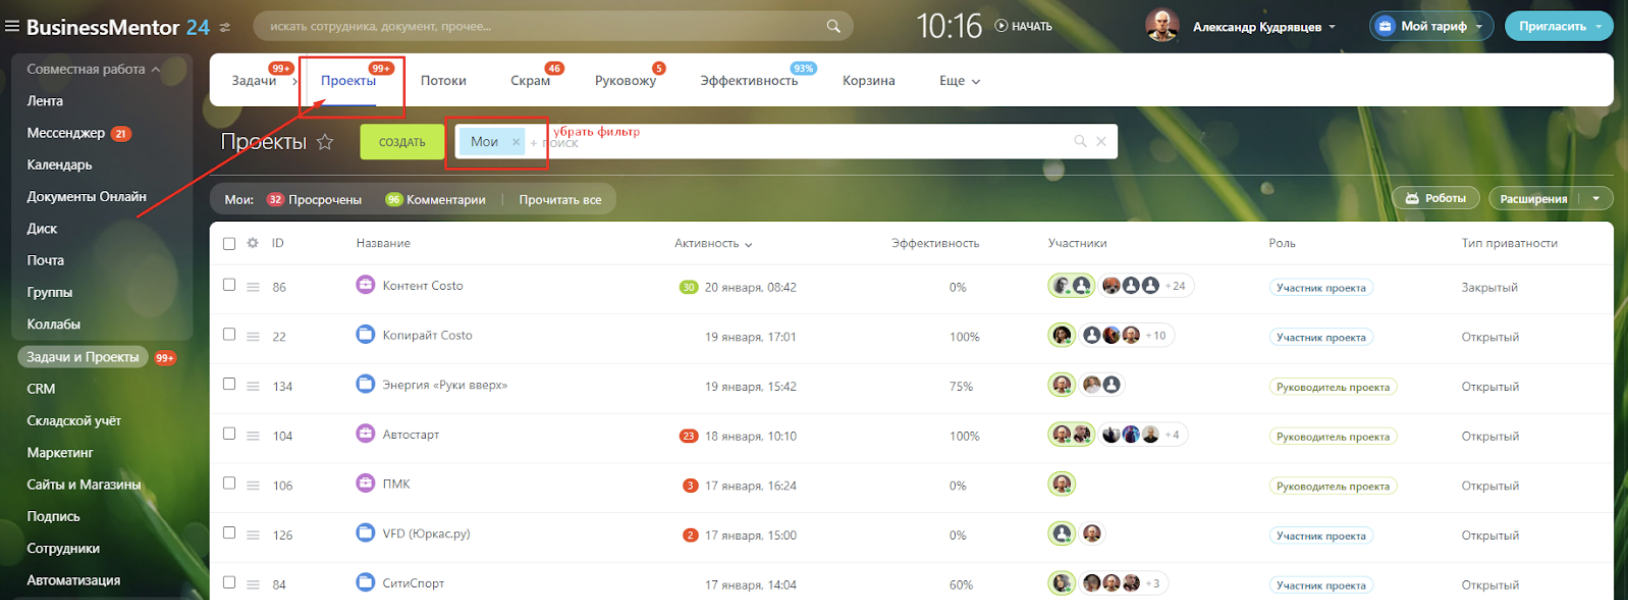 BusinessMentor 24
искать сотрудника, документ, прочее...
10:16
НАЧАТЬ
Александр Кудрявцев
Мой тариф
Пригласить
Совместная работа
Лента
Мессенджер 21
Календарь
Документы Онлайн
Диск
Почта
Группы
Коллабы
Задачи и Проекты 99+
CRM
Складской учёт
Маркетинг
Сайты и Магазины
Подпись
Сотрудники
Автоматизация
Задачи 99+
Проекты 99+
Потоки
Скрам 46
Руковожу 5
Эффективность 93%
Корзина
Еще
Проекты
СОЗДАТЬ
Мои ×
+ поиск
убрать фильтр
Мои: 32 Просрочены 96 Комментарии Прочитать все
Роботы
Расширения
ID Название Активность Эффективность Участники Роль Тип приватности
86 Контент Costo 30 20 января, 08:42 0% +24 Участник проекта Закрытый
22 Копирайт Costo 19 января, 17:01 100% +10 Участник проекта Открытый
134 Энергия «Руки вверх» 19 января, 15:42 75% Руководитель проекта Открытый
104 Автостарт 23 18 января, 10:10 100% +4 Руководитель проекта Открытый
106 ПМК 3 17 января, 16:24 0% Руководитель проекта Открытый
126 VFD (Юркас.ру) 2 17 января, 15:00 0% Участник проекта Открытый
84 СитиСпорт 17 января, 14:04 60% +3 Участник проекта Открытый